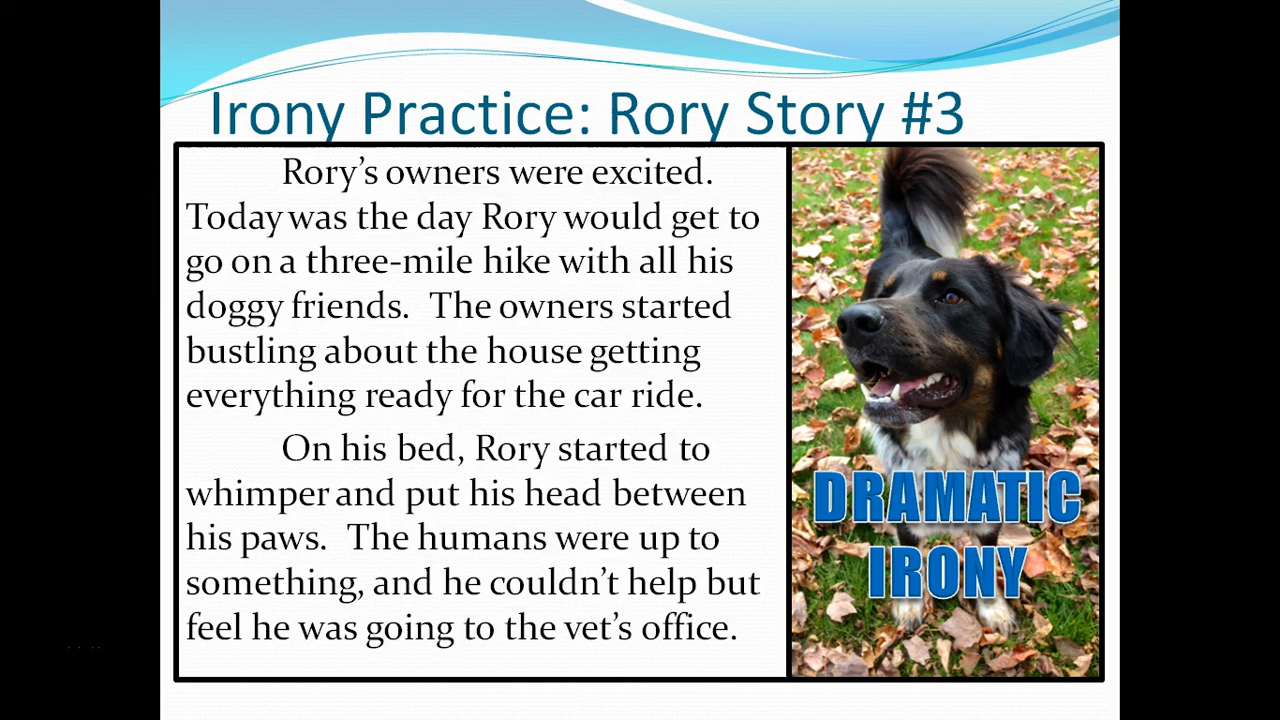 Irony Practice: Rory Story #3
Rory’s owners were excited.
Today was the day Rory would get to
go on a three-mile hike with all his
doggy friends.  The owners started
bustling about the house getting
everything ready for the car ride.
On his bed, Rory started to
whimper and put his head between
his paws.  The humans were up to
something, and he couldn’t help but
feel he was going to the vet’s office.
DRAMATIC
IRONY